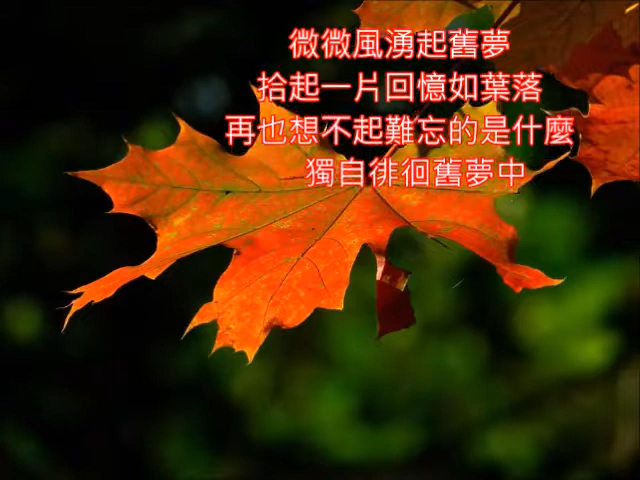 微微風湧起舊夢
拾起一片回憶如葉落
再也想不起難忘的是什麼
獨自徘徊舊夢中